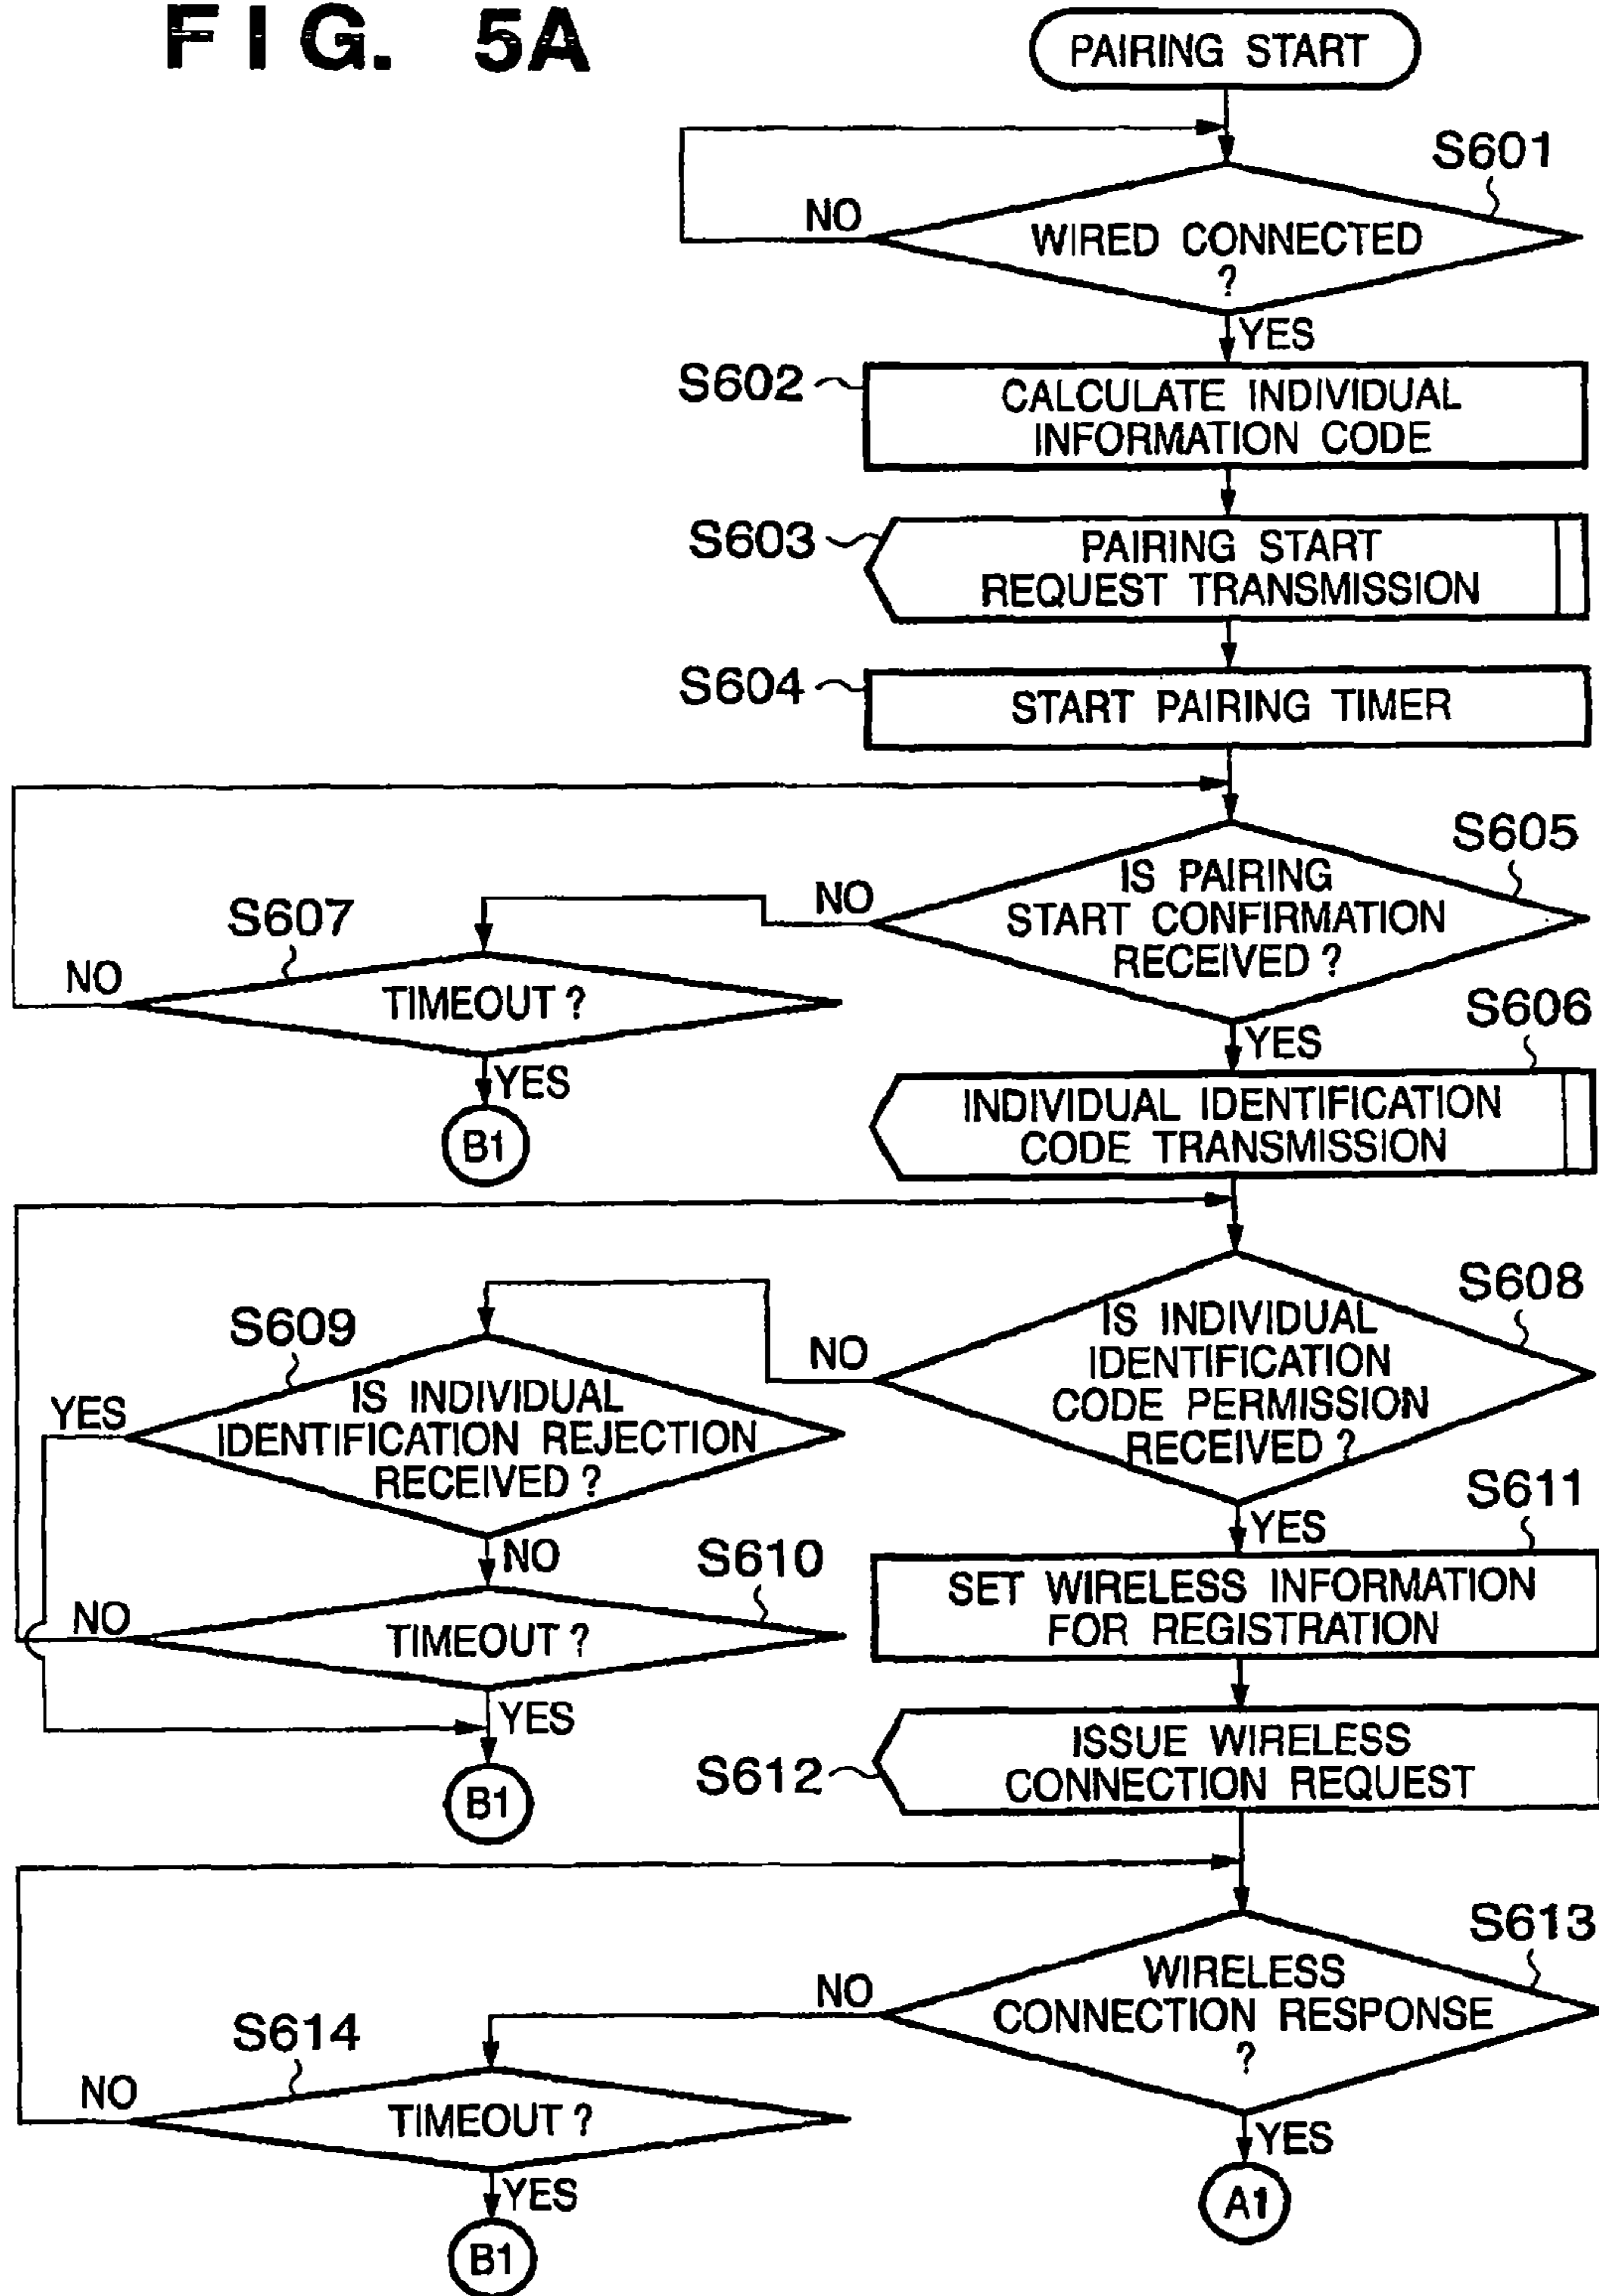 FIG. 5A
PAIRING START
S601
NO
WIRED CONNECTED
?
YES
S602
CALCULATE INDIVIDUAL
INFORMATION CODE
S603
PAIRING START
REQUEST TRANSMISSION
S604
START PAIRING TIMER
S605
IS PAIRING
START CONFIRMATION
RECEIVED ?
NO
S607
NO
TIMEOUT ?
YES
B1
YES
S606
INDIVIDUAL IDENTIFICATION
CODE TRANSMISSION
S608
IS INDIVIDUAL
IDENTIFICATION
CODE PERMISSION
RECEIVED ?
NO
S609
YES
IS INDIVIDUAL
IDENTIFICATION REJECTION
RECEIVED ?
NO
S610
NO
TIMEOUT ?
YES
B1
YES
S611
SET WIRELESS INFORMATION
FOR REGISTRATION
S612
ISSUE WIRELESS
CONNECTION REQUEST
S613
WIRELESS
CONNECTION RESPONSE
?
NO
S614
NO
TIMEOUT ?
YES
B1
YES
A1